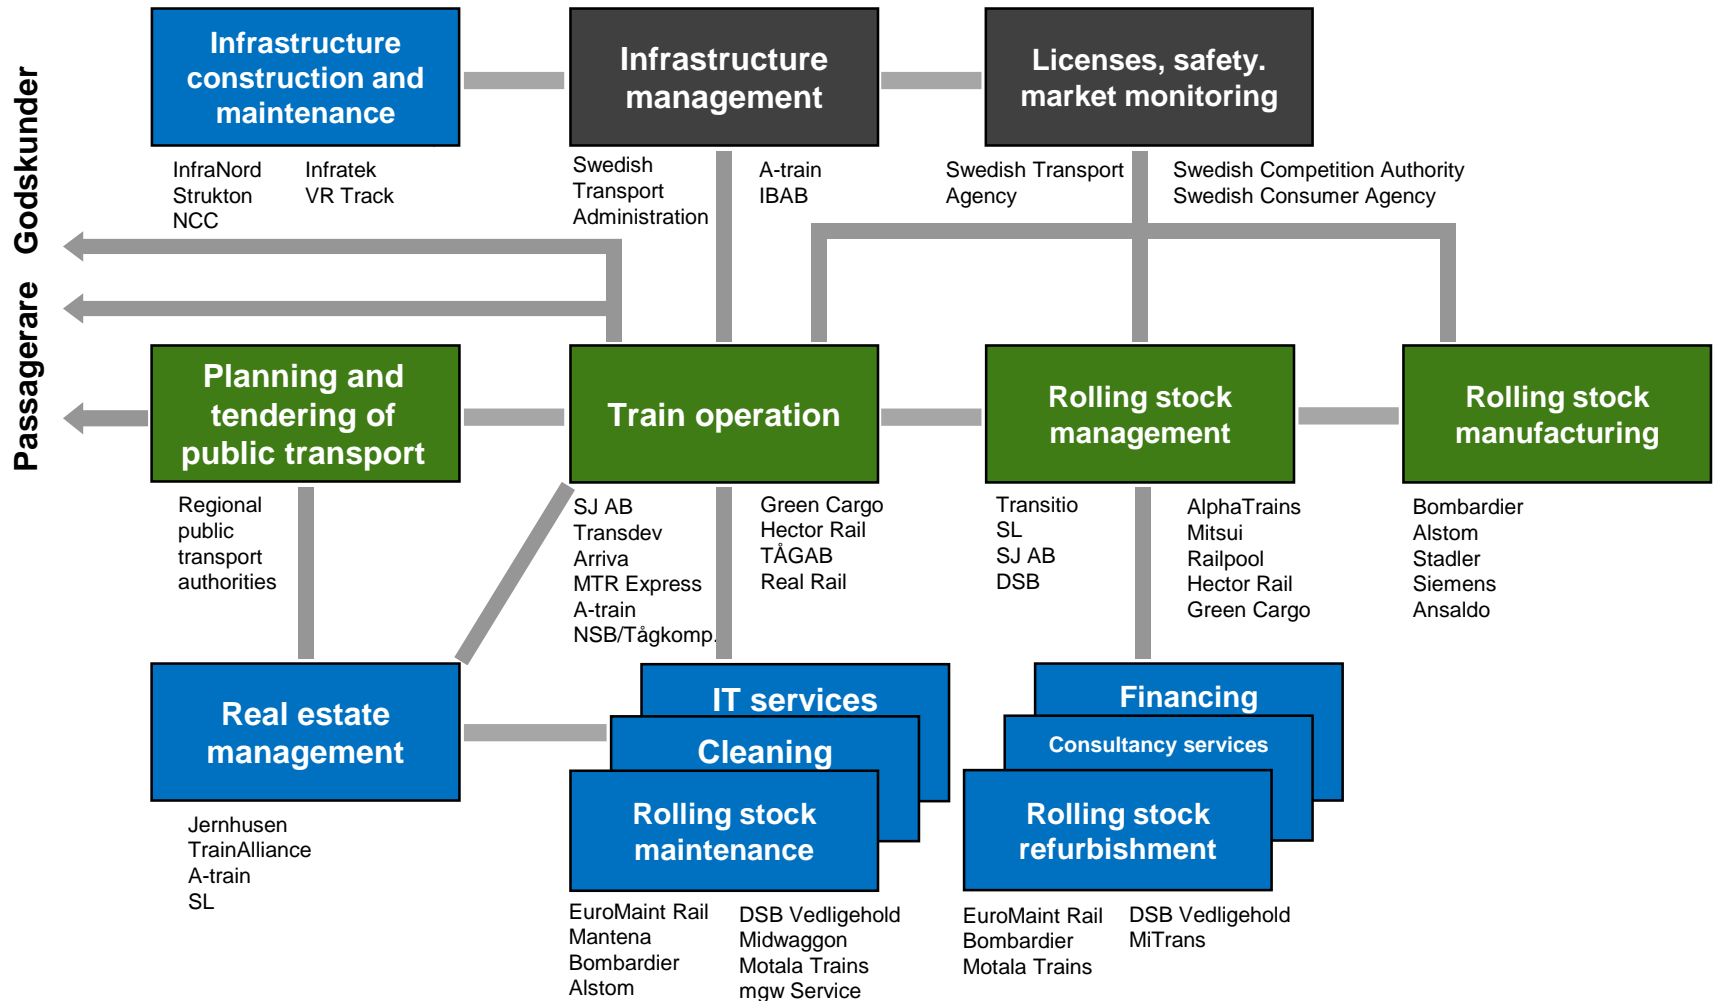 Godskunder
Passagerare
Infrastructure
construction and
maintenance
Infrastructure
management
Licenses, safety.
market monitoring
InfraNord
Strukton
NCC
Infratek
VR Track
Swedish
Transport
Administration
A-train
IBAB
Swedish Transport
Agency
Swedish Competition Authority
Swedish Consumer Agency
Planning and
tendering of
public transport
Train operation
Rolling stock
management
Rolling stock
manufacturing
Regional
public
transport
authorities
SJ AB
Transdev
Arriva
MTR Express
A-train
NSB/Tågkomp.
Green Cargo
Hector Rail
TÅGAB
Real Rail
Transitio
SL
SJ AB
DSB
AlphaTrains
Mitsui
Railpool
Hector Rail
Green Cargo
Bombardier
Alstom
Stadler
Siemens
Ansaldo
Real estate
management
IT services
Cleaning
Rolling stock
maintenance
Financing
Consultancy services
Rolling stock
refurbishment
Jernhusen
TrainAlliance
A-train
SL
EuroMaint Rail
Mantena
Bombardier
Alstom
DSB Vedligehold
Midwaggon
Motala Trains
mgw Service
EuroMaint Rail
Bombardier
Motala Trains
DSB Vedligehold
MiTrans